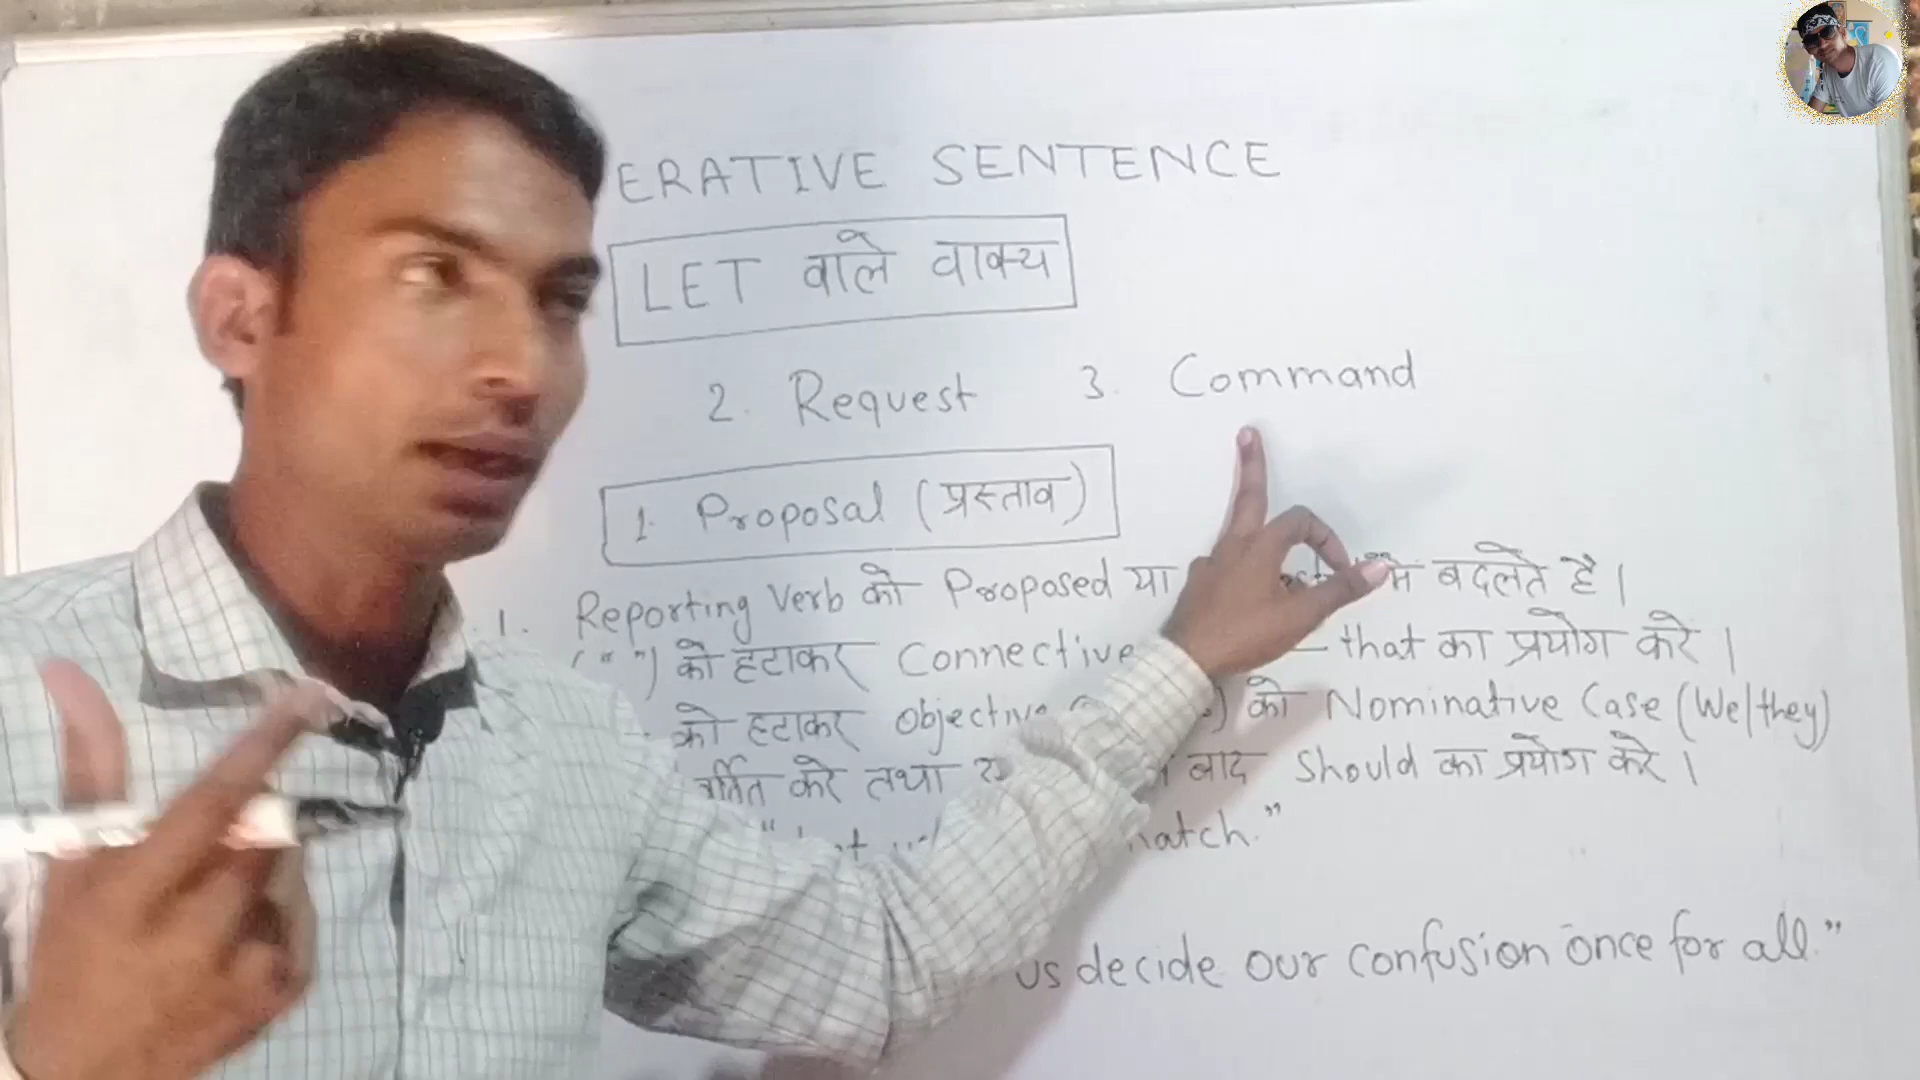 ERATIVE SENTENCE
LET वाले वाक्य
2. Request 3. Command
1. Proposal (प्रस्ताव)
1. Reporting Verb को Proposed या में बदलते है।
(“ ”) को हटाकर Connective – that का प्रयोग करे।
को हटाकर objective को Nominative Case (We/they)
करे तथा बाद should का प्रयोग करे।
“Let
us decide our confusion once for all.”